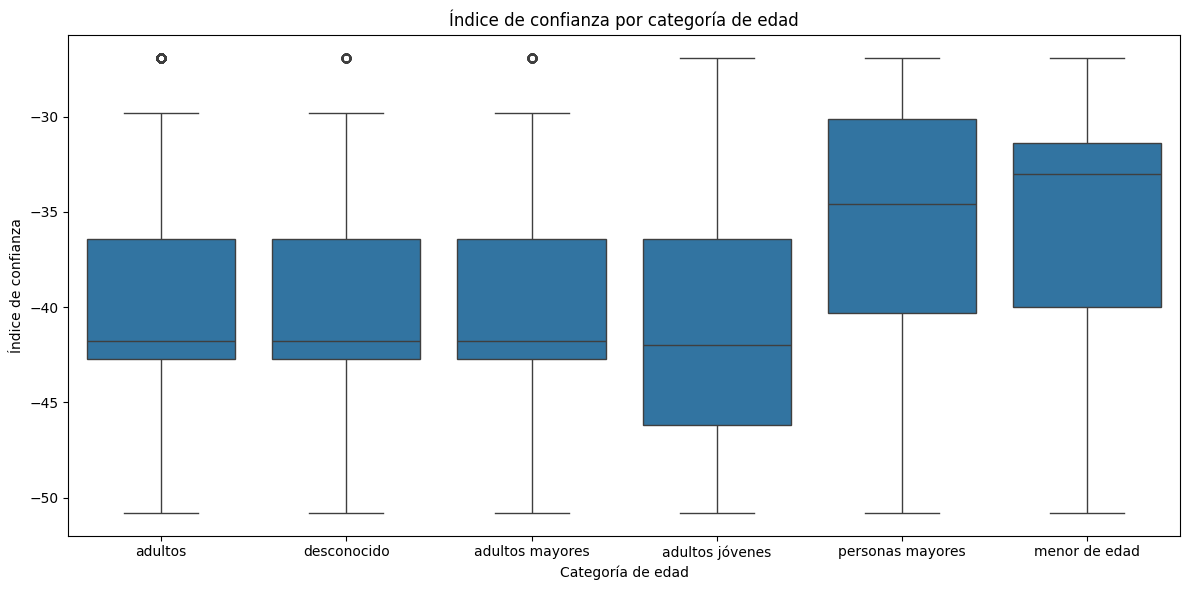 Índice de confianza por categoría de edad
Índice de confianza
−30
−35
−40
−45
−50
adultos
desconocido
adultos mayores
adultos jóvenes
personas mayores
menor de edad
Categoría de edad